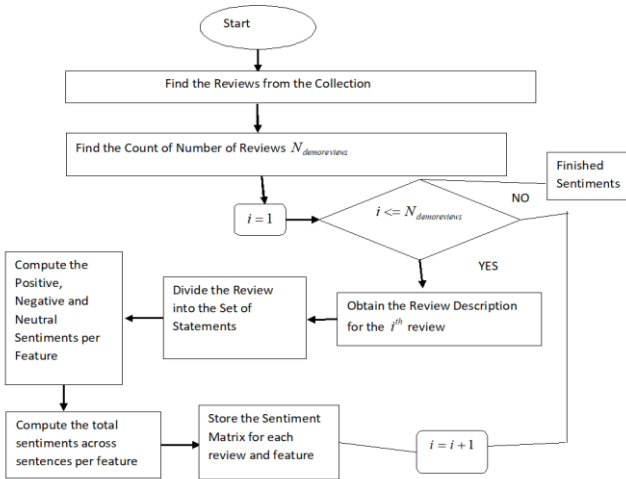 Start
Find the Reviews from the Collection
Find the Count of Number of Reviews N_demoreviews
Finished
Sentiments
NO
i = 1
i <= N_demoreviews
YES
Compute the
Positive,
Negative and
Neutral
Sentiments per
Feature
Divide the Review
into the Set of
Statements
Obtain the Review Description
for the i^th review
Compute the total
sentiments across
sentences per feature
Store the Sentiment
Matrix for each
review and feature
i = i + 1